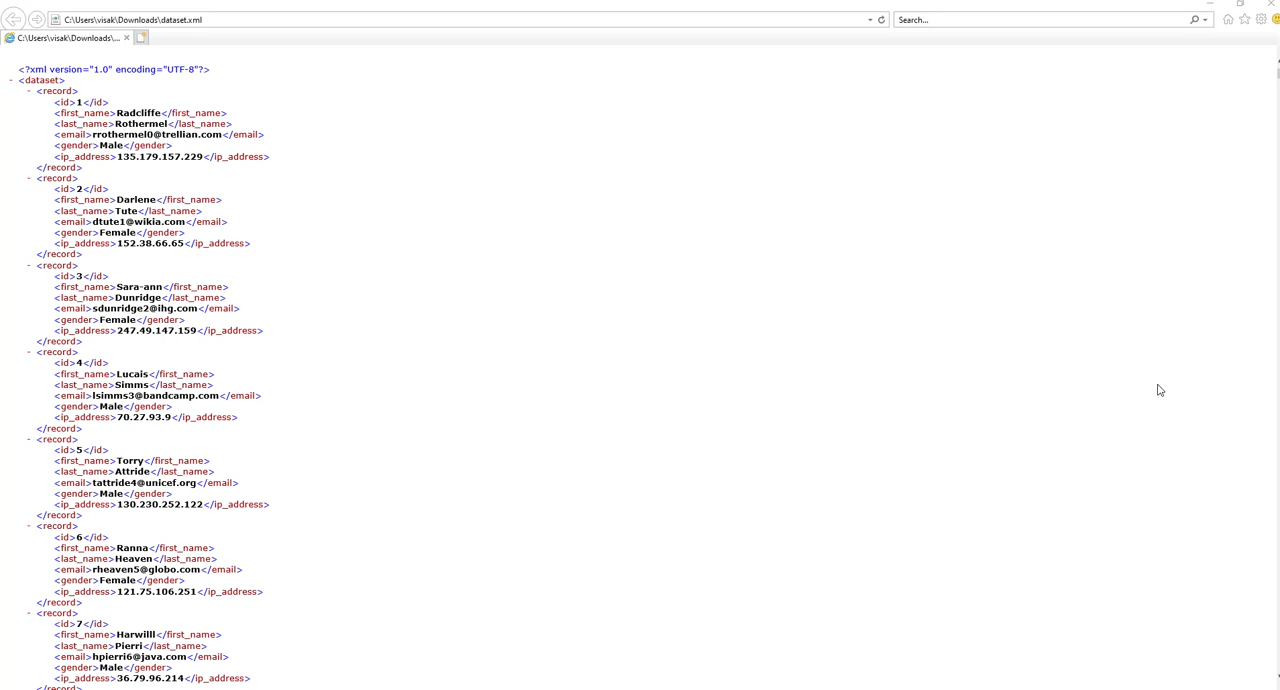 C:\Users\visak\Downloads\dataset.xml
Search...
C:\Users\visak\Downloads\...
<?xml version="1.0" encoding="UTF-8"?>
- <dataset>
- <record>
<id>1</id>
<first_name>Radcliffe</first_name>
<last_name>Rothermel</last_name>
<email>rrothermel0@trellian.com</email>
<gender>Male</gender>
<ip_address>135.179.157.229</ip_address>
</record>
- <record>
<id>2</id>
<first_name>Darlene</first_name>
<last_name>Tute</last_name>
<email>dtute1@wikia.com</email>
<gender>Female</gender>
<ip_address>152.38.66.65</ip_address>
</record>
- <record>
<id>3</id>
<first_name>Sara-ann</first_name>
<last_name>Dunridge</last_name>
<email>sdunridge2@ihg.com</email>
<gender>Female</gender>
<ip_address>247.49.147.159</ip_address>
</record>
- <record>
<id>4</id>
<first_name>Lucais</first_name>
<last_name>Simms</last_name>
<email>lsimms3@bandcamp.com</email>
<gender>Male</gender>
<ip_address>70.27.93.9</ip_address>
</record>
- <record>
<id>5</id>
<first_name>Torry</first_name>
<last_name>Attride</last_name>
<email>tattride4@unicef.org</email>
<gender>Male</gender>
<ip_address>130.230.252.122</ip_address>
</record>
- <record>
<id>6</id>
<first_name>Ranna</first_name>
<last_name>Heaven</last_name>
<email>rheaven5@globo.com</email>
<gender>Female</gender>
<ip_address>121.75.106.251</ip_address>
</record>
- <record>
<id>7</id>
<first_name>Harwilll</first_name>
<last_name>Pierri</last_name>
<email>hpierri6@java.com</email>
<gender>Male</gender>
<ip_address>36.79.96.214</ip_address>
</record>